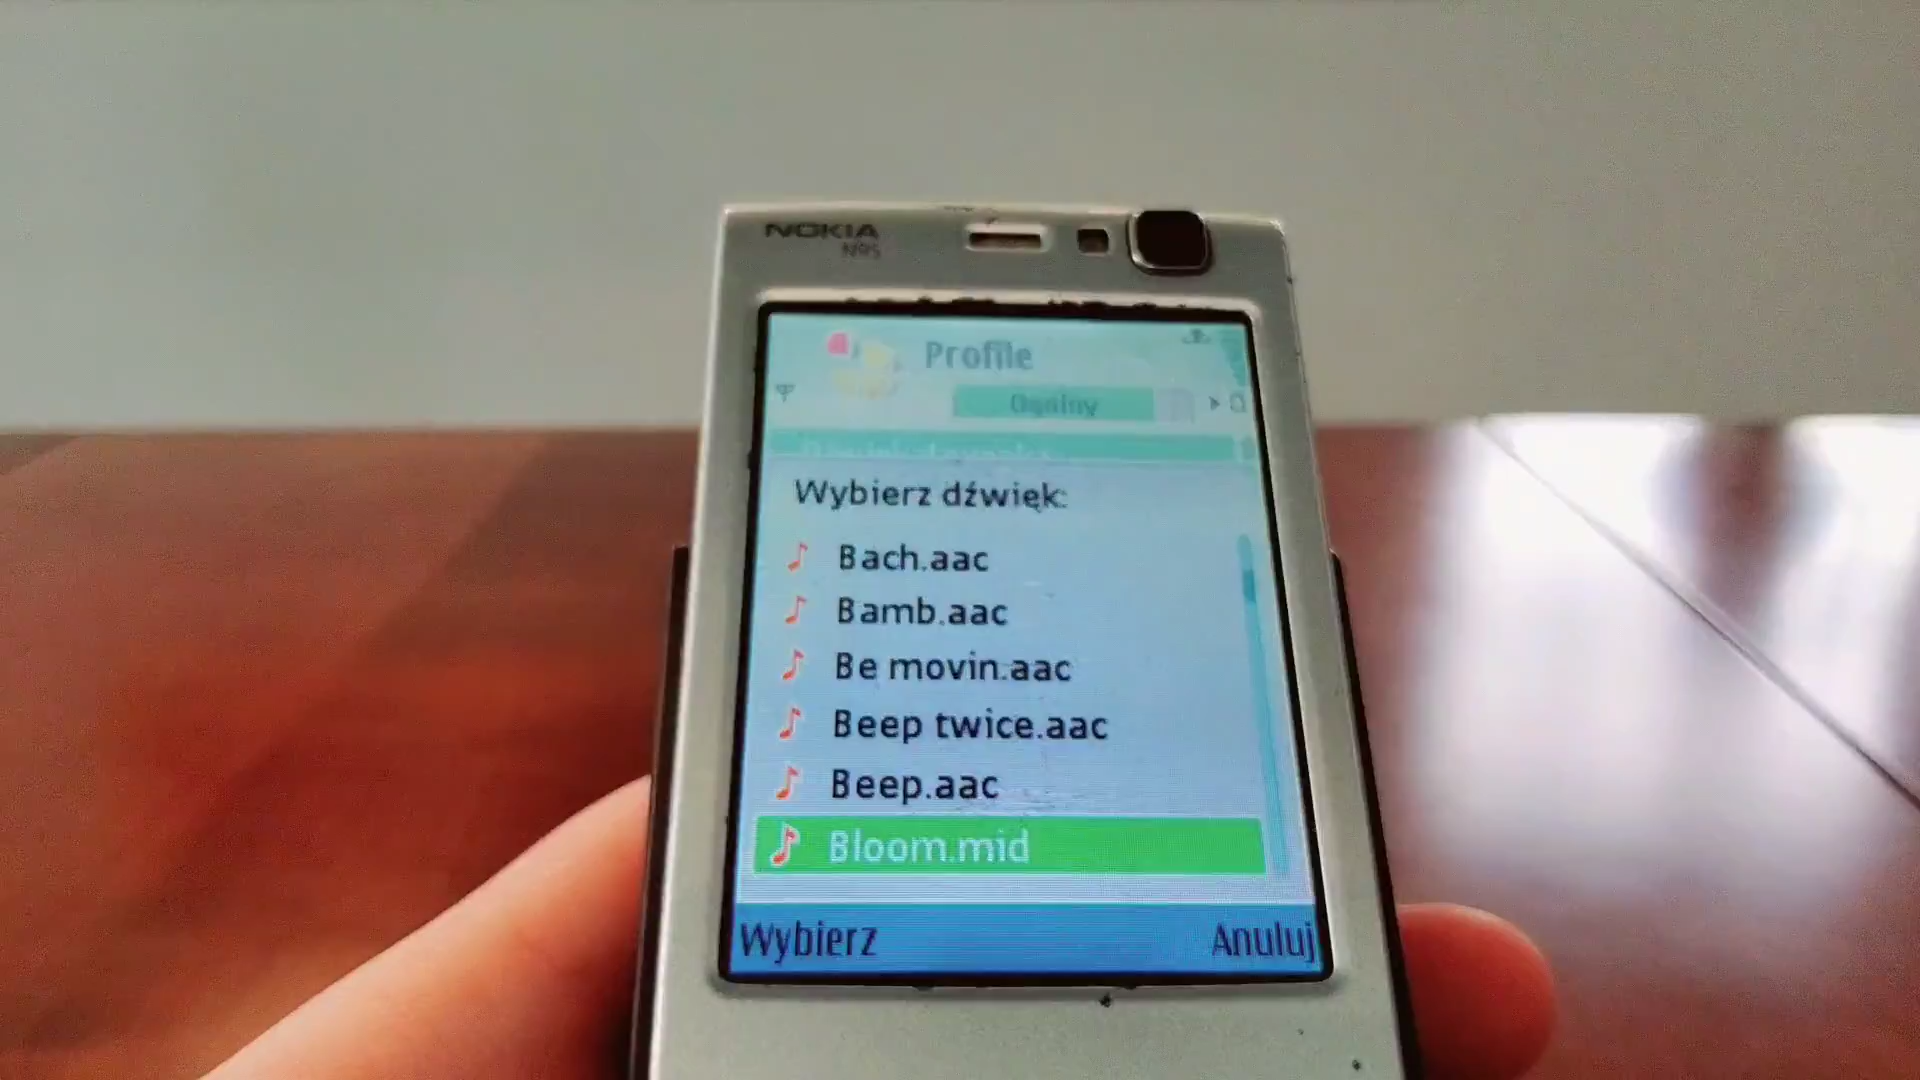 NOKIA
N95
Profile
Ogólny
Wybierz dźwięk:
Bach.aac
Bamb.aac
Be movin.aac
Beep twice.aac
Beep.aac
Bloom.mid
Wybierz
Anuluj